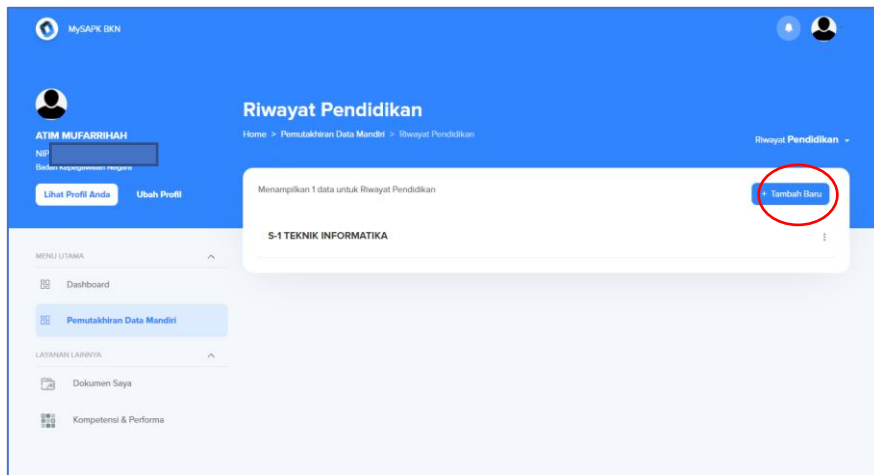 MySAPK BKN
ATIM MUFARRIHAH
NIP
Badan Kepegawaian Negara
Lihat Profil Anda
Ubah Profil
MENU UTAMA
Dashboard
Pemutakhiran Data Mandiri
LAYANAN LAINNYA
Dokumen Saya
Kompetensi & Performa
Riwayat Pendidikan
Home > Pemutakhiran Data Mandiri > Riwayat Pendidikan
Riwayat Pendidikan
Menampilkan 1 data untuk Riwayat Pendidikan
+ Tambah Baru
S-1 TEKNIK INFORMATIKA